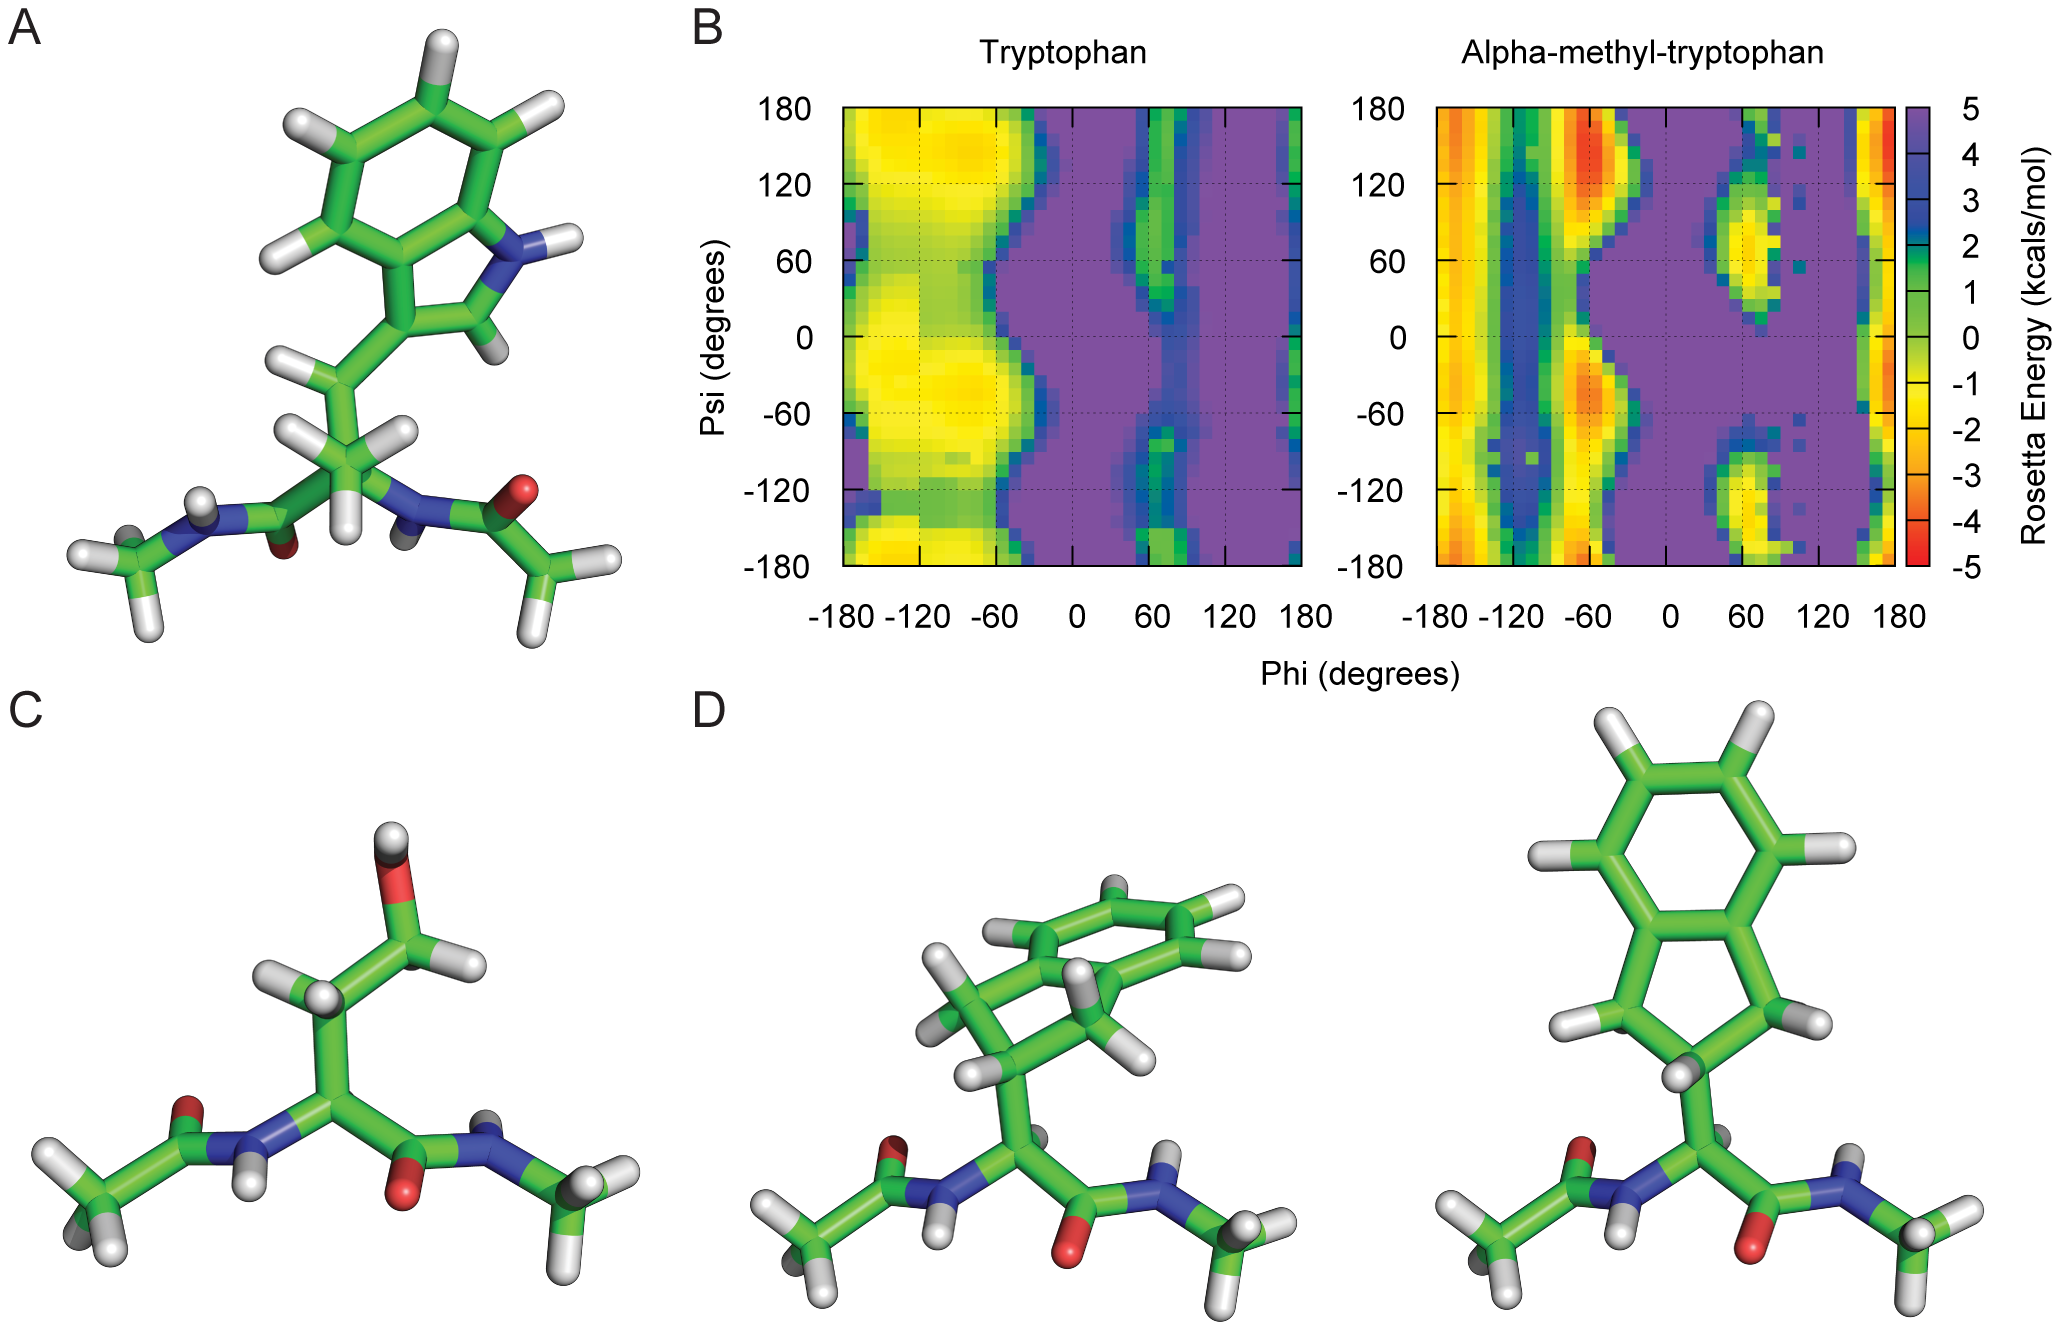 A
B
Tryptophan
Alpha-methyl-tryptophan
180
120
60
0
-60
-120
-180
Psi (degrees)
-180 -120 -60 0 60 120 180
180
120
60
0
-60
-120
-180
-180 -120 -60 0 60 120 180
Phi (degrees)
5
4
3
2
1
0
-1
-2
-3
-4
-5
Rosetta Energy (kcals/mol)
C
D